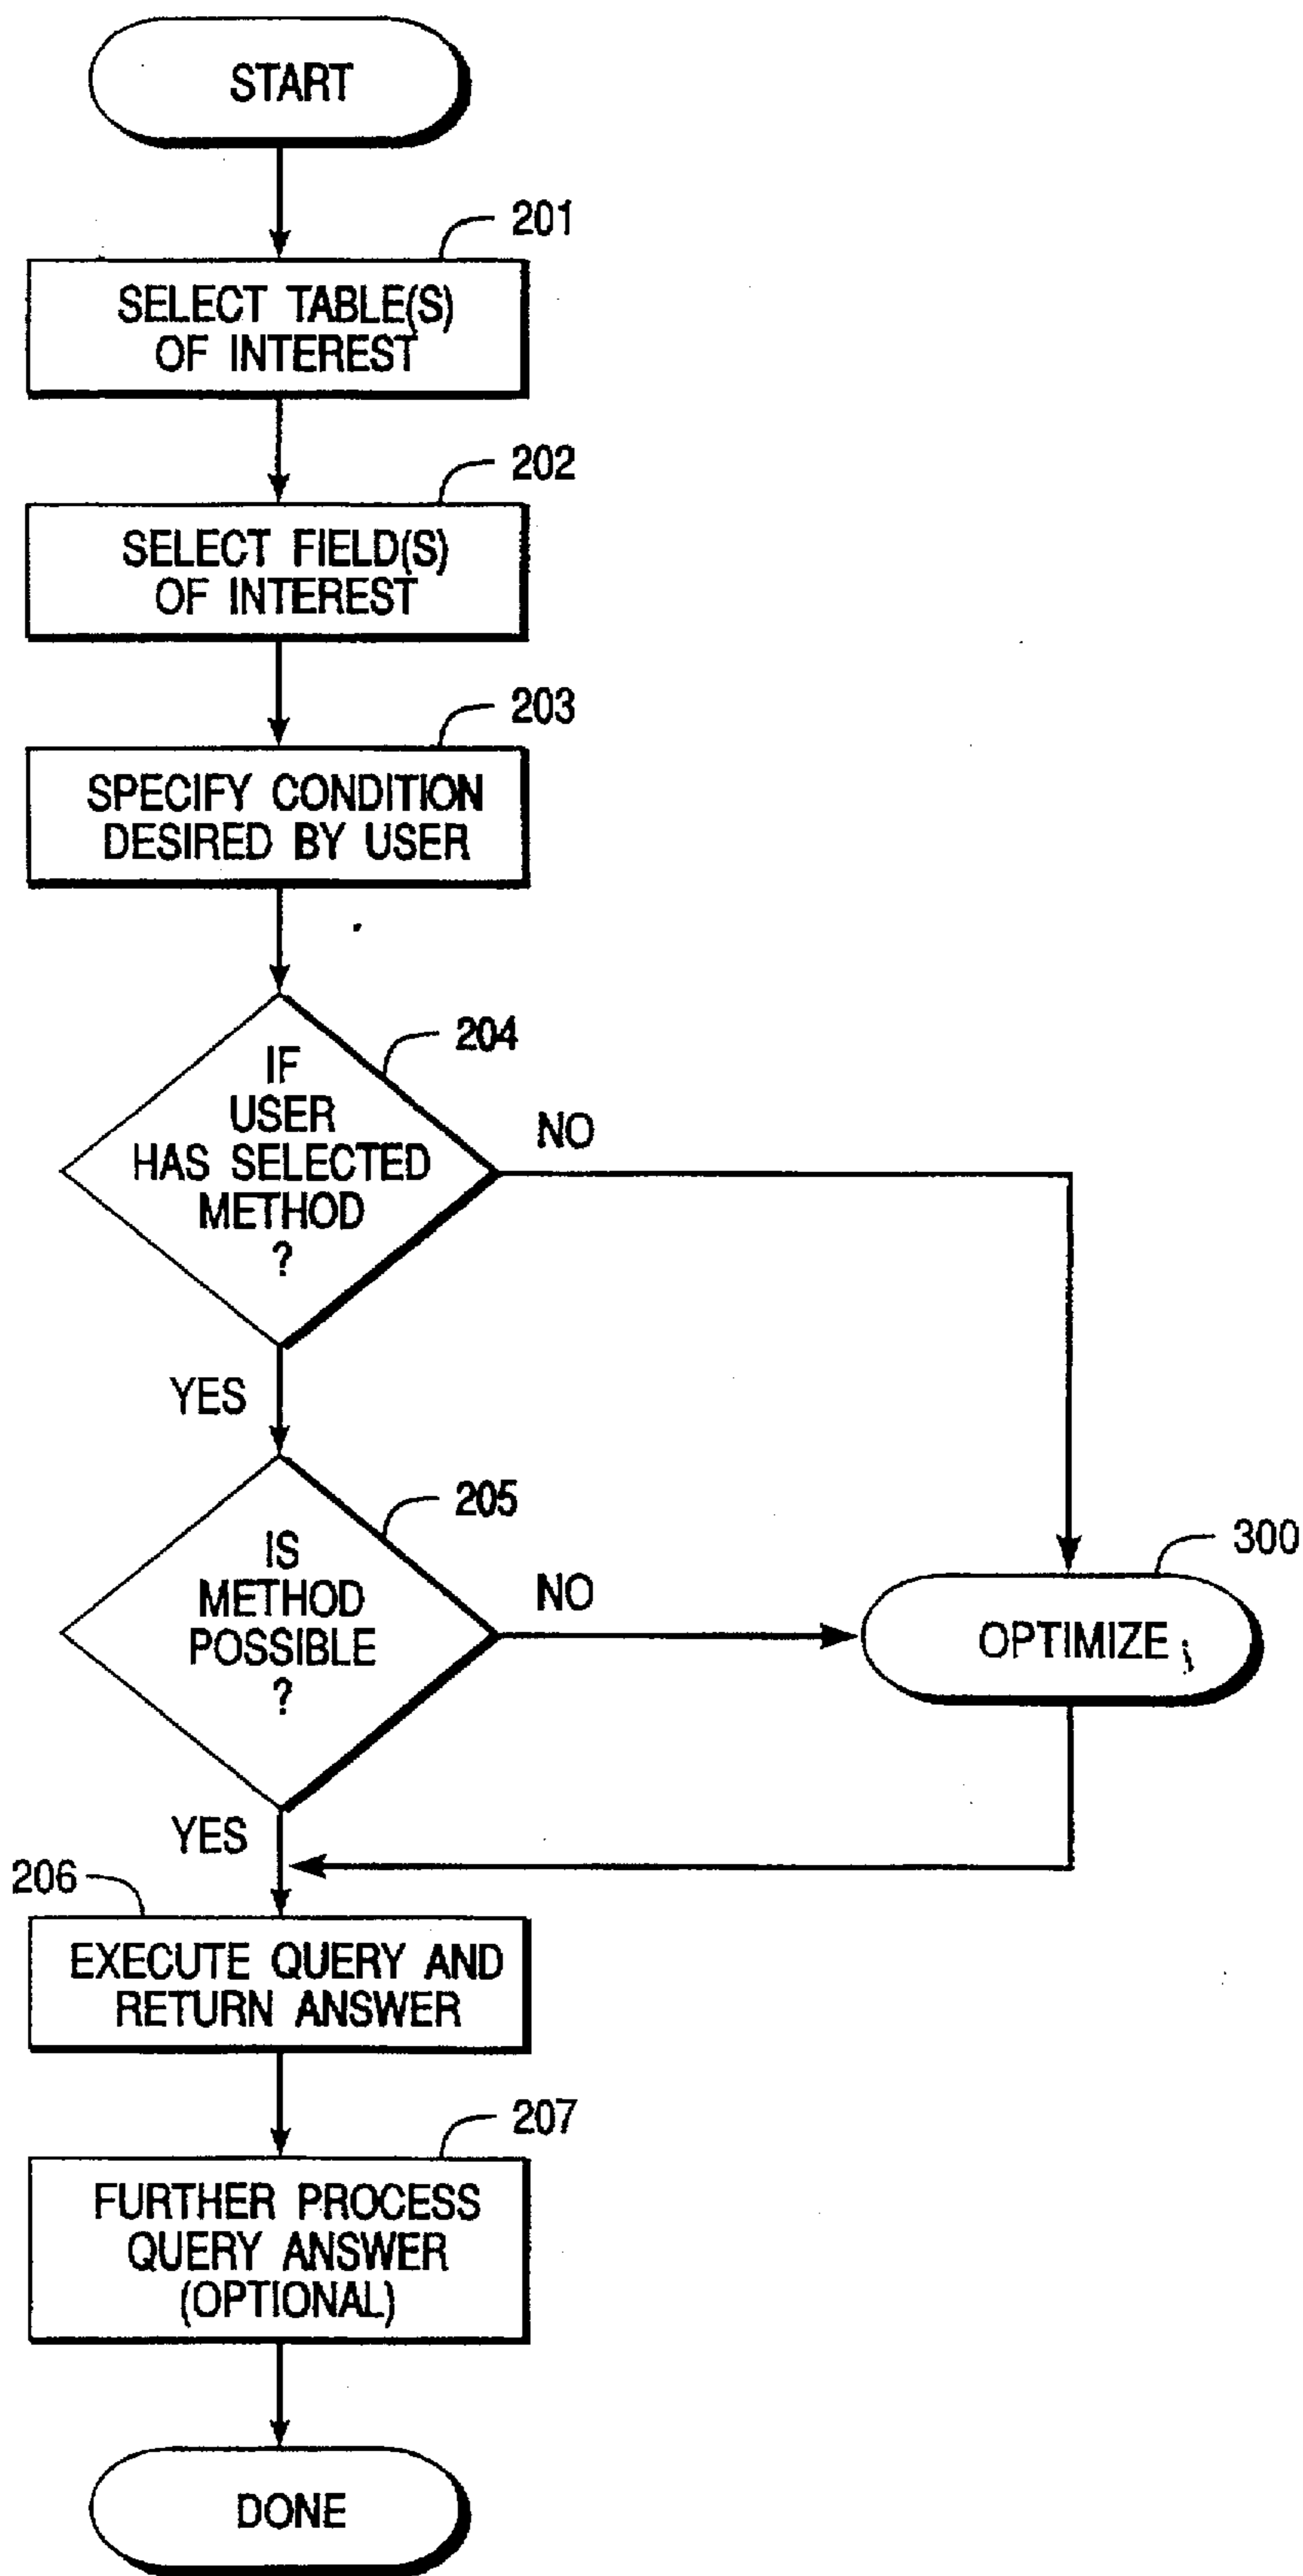 START
201
SELECT TABLE(S)
OF INTEREST
202
SELECT FIELD(S)
OF INTEREST
203
SPECIFY CONDITION
DESIRED BY USER
204
IF
USER
HAS SELECTED
METHOD
?
NO
YES
205
IS
METHOD
POSSIBLE
?
NO
300
OPTIMIZE
YES
206
EXECUTE QUERY AND
RETURN ANSWER
207
FURTHER PROCESS
QUERY ANSWER
(OPTIONAL)
DONE